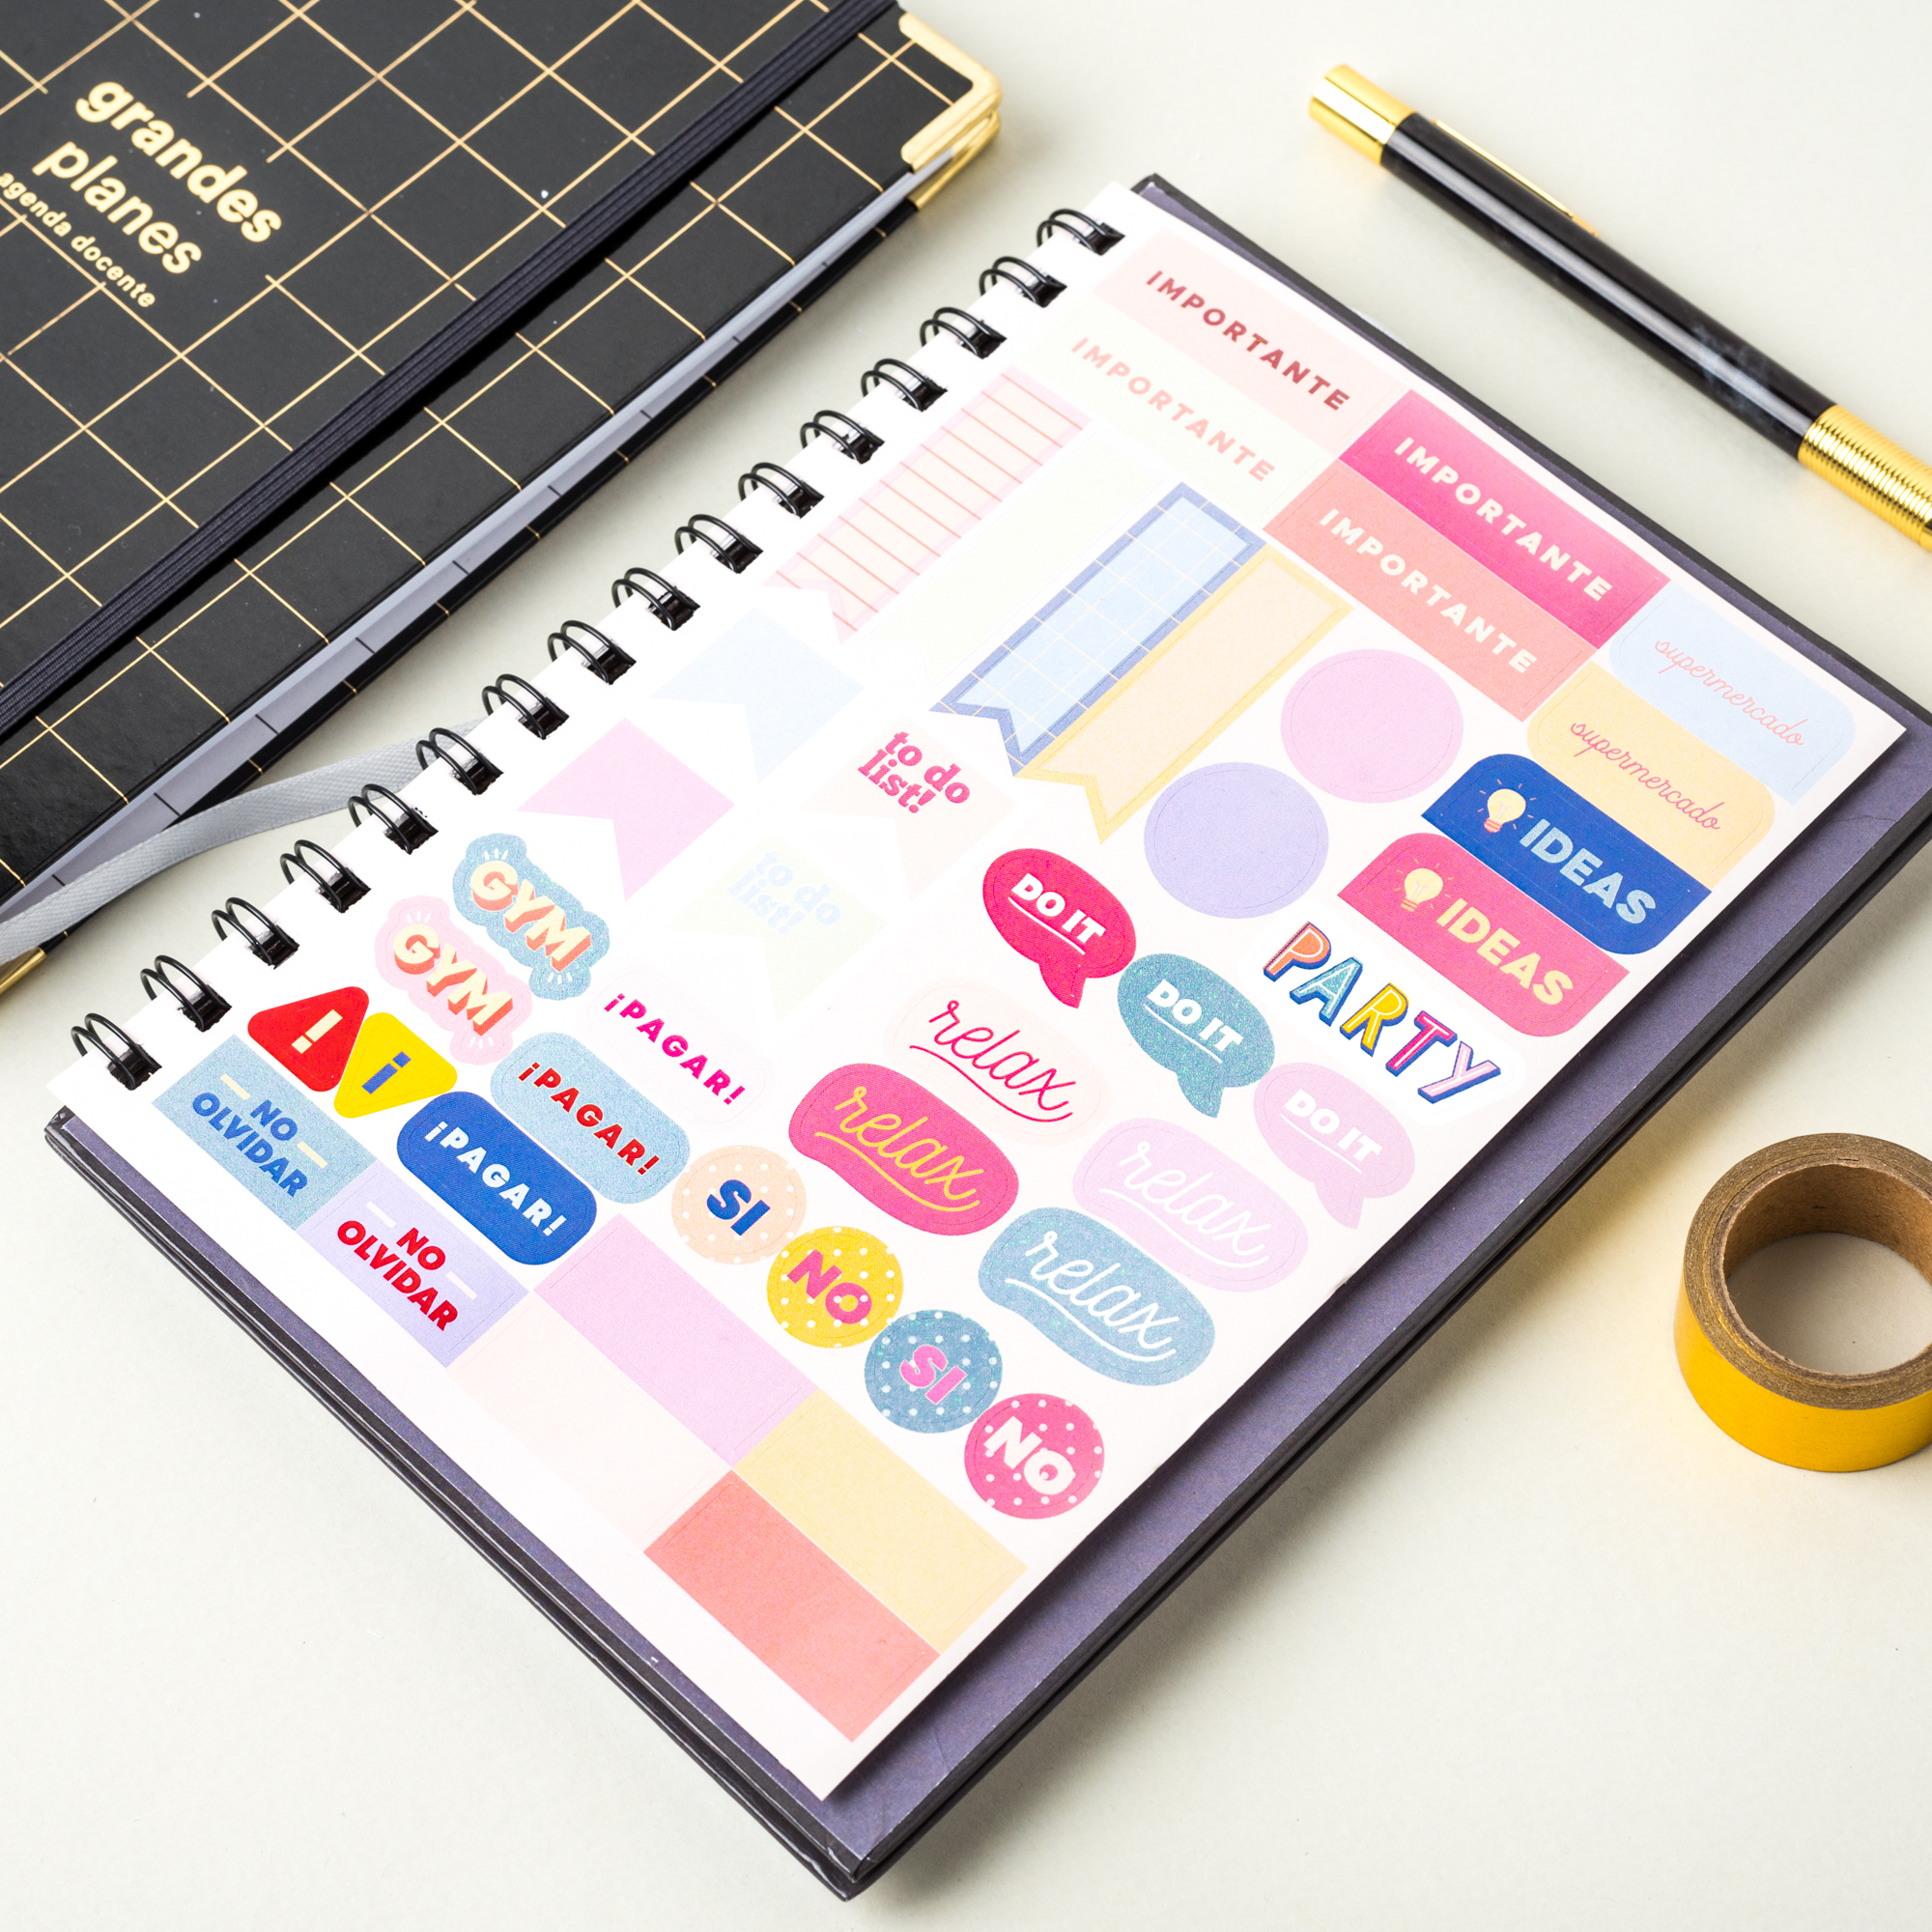 grandes
planes
agenda docente
IMPORTANTE
IMPORTANTE
IMPORTANTE
IMPORTANTE
supermercado
supermercado
IDEAS
IDEAS
to do
list!
to do
list!
DO IT
DO IT
DO IT
PARTY
GYM
GYM
¡PAGAR!
¡PAGAR!
¡PAGAR!
relax
relax
relax
relax
!
i
NO
OLVIDAR
NO
OLVIDAR
SI
NO
SI
NO